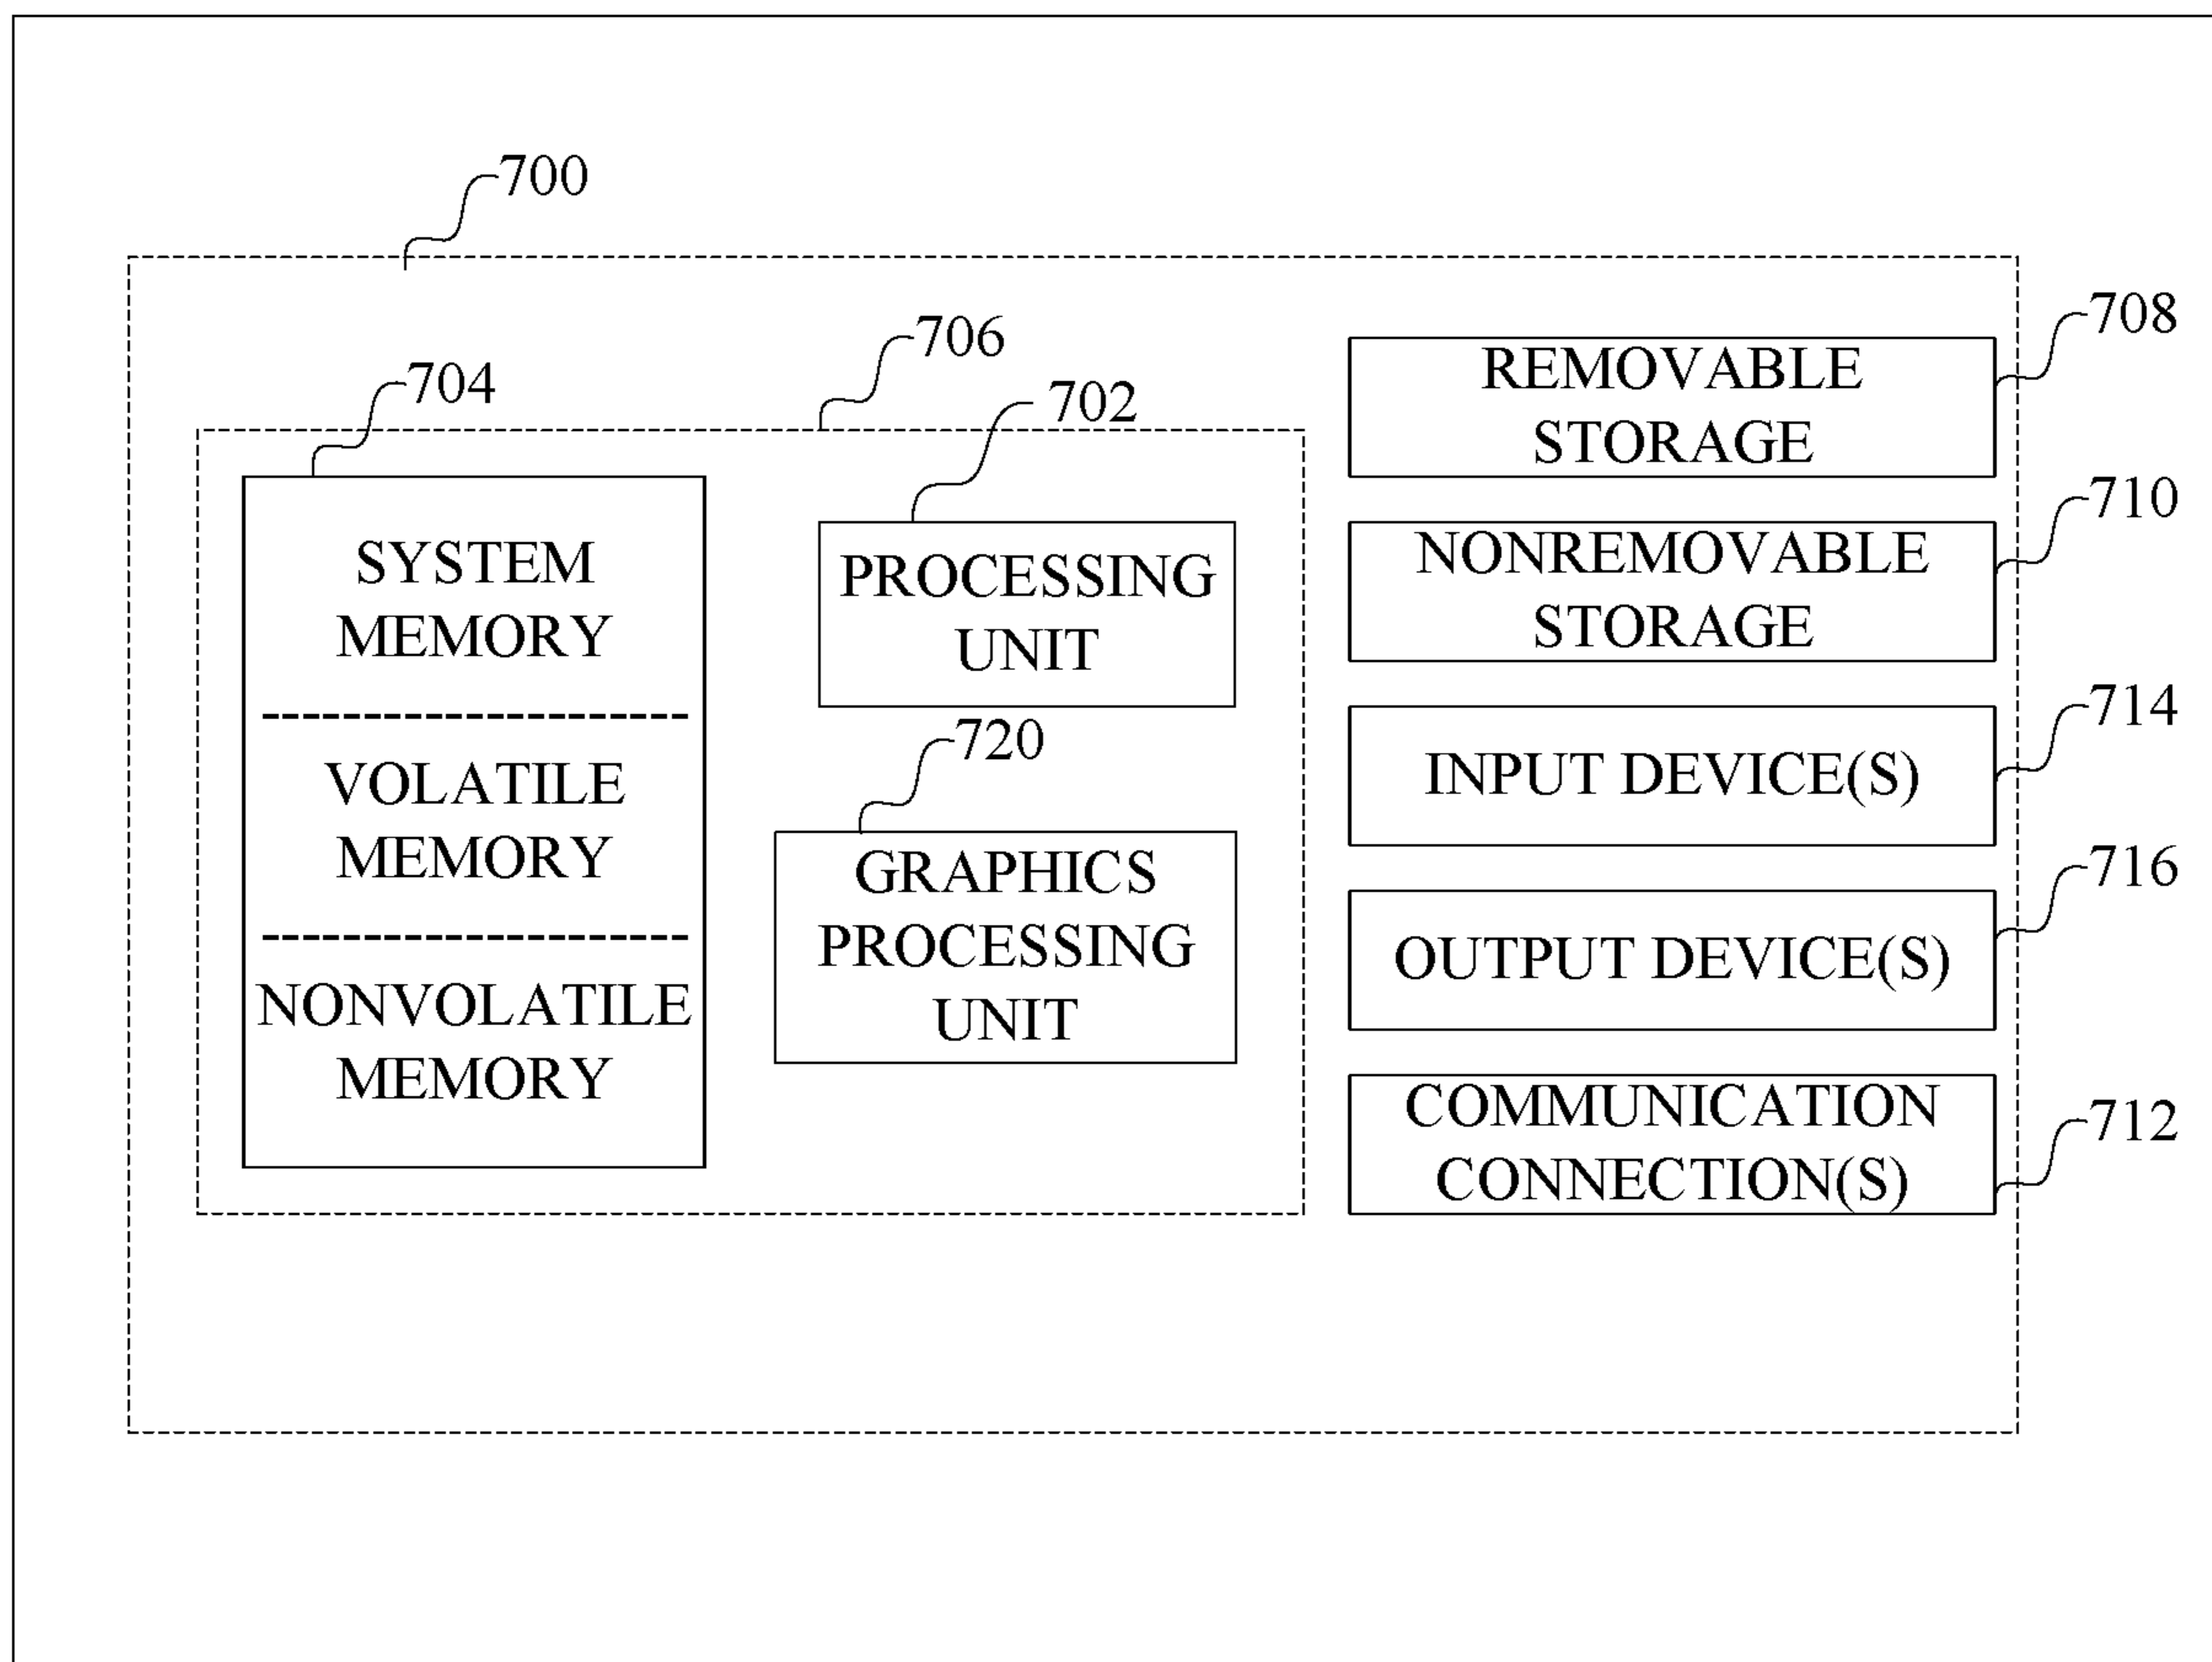 700
706
704
702
SYSTEM
MEMORY
VOLATILE
MEMORY
NONVOLATILE
MEMORY
PROCESSING
UNIT
720
GRAPHICS
PROCESSING
UNIT
708
REMOVABLE
STORAGE
710
NONREMOVABLE
STORAGE
714
INPUT DEVICE(S)
716
OUTPUT DEVICE(S)
712
COMMUNICATION
CONNECTION(S)